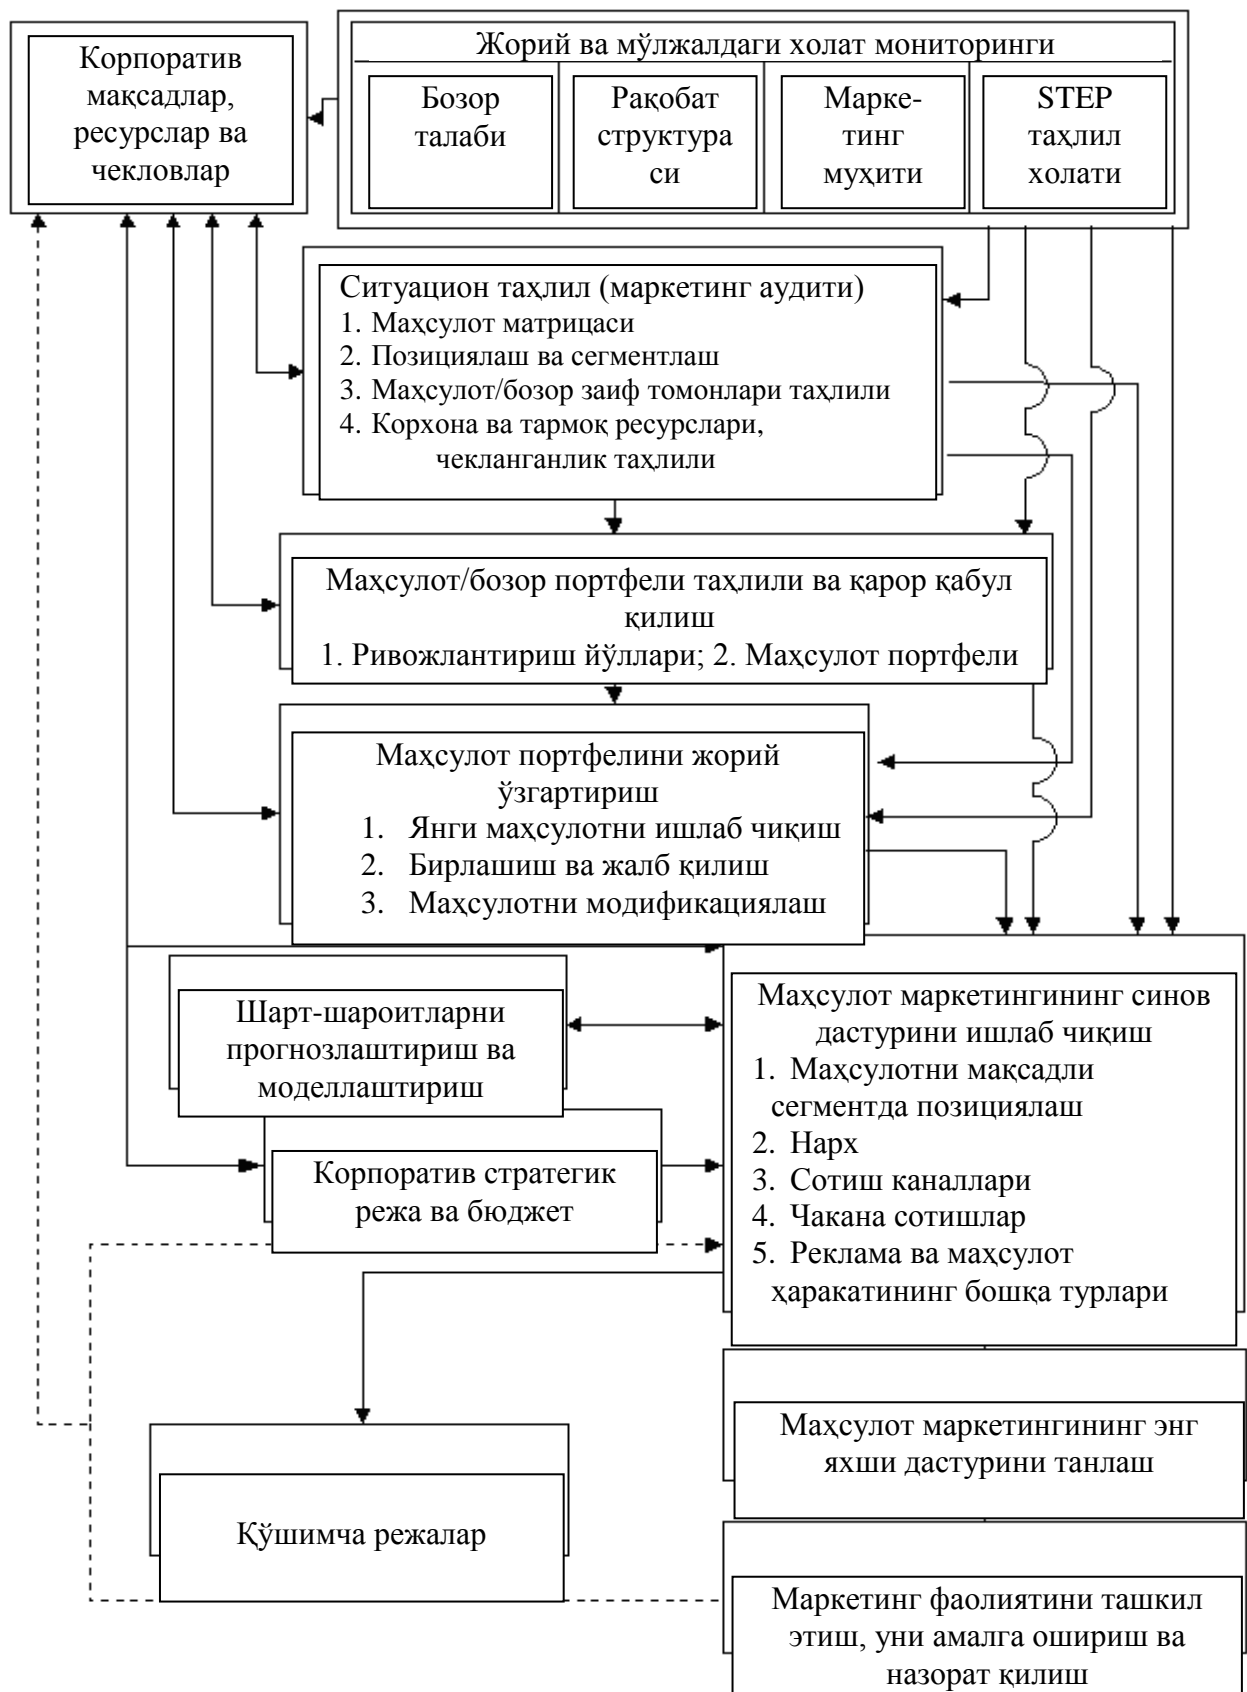 Корпоратив
мақсадлар,
ресурслар ва
чекловлар
Жорий ва мўлжалдаги холат мониторинги
Бозор
талаби
Рақобат
структура
си
Марке-
тинг
муҳити
STEP
таҳлил
холати
Ситуацион таҳлил (маркетинг аудити)
1. Маҳсулот матрицаси
2. Позициялаш ва сегментлаш
3. Маҳсулот/бозор заиф томонлари таҳлили
4. Корхона ва тармоқ ресурслари,
чекланганлик таҳлили
Маҳсулот/бозор портфели таҳлили ва қарор қабул
қилиш
1. Ривожлантириш йўллари; 2. Маҳсулот портфели
Маҳсулот портфелини жорий
ўзгартириш
1. Янги маҳсулотни ишлаб чиқиш
2. Бирлашиш ва жалб қилиш
3. Маҳсулотни модификациялаш
Шарт-шароитларни
прогнозлаштириш ва
моделлаштириш
Корпоратив стратегик
режа ва бюджет
Маҳсулот маркетингининг синов
дастурини ишлаб чиқиш
1. Маҳсулотни мақсадли
сегментда позициялаш
2. Нарх
3. Сотиш каналлари
4. Чакана сотишлар
5. Реклама ва маҳсулот
ҳаракатининг бошқа турлари
Маҳсулот маркетингининг энг
яхши дастурини танлаш
Қўшимча режалар
Маркетинг фаолиятини ташкил
этиш, уни амалга ошириш ва
назорат қилиш